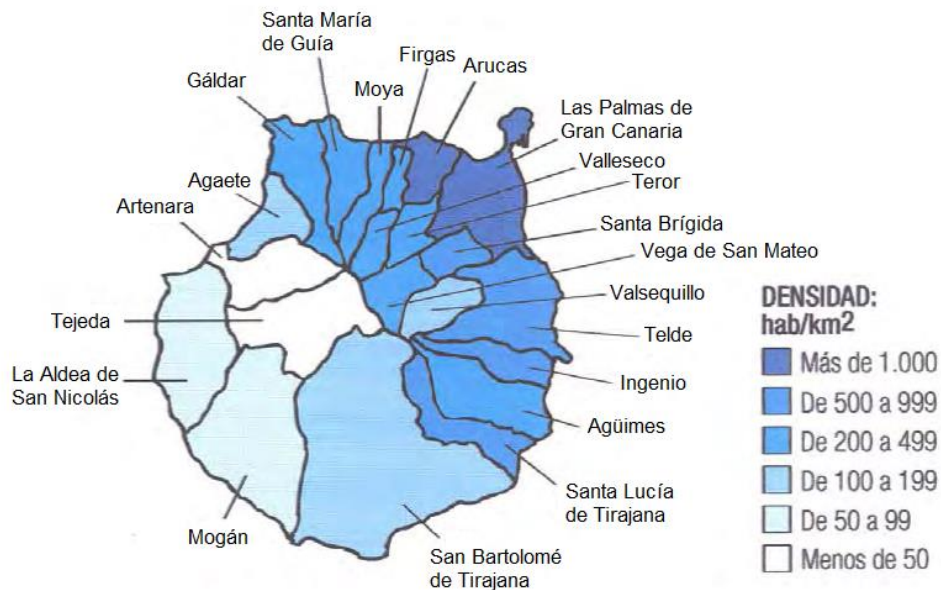 Santa María
de Guía
Firgas
Arucas
Moya
Gáldar
Las Palmas de
Gran Canaria
Valleseco
Teror
Agaete
Artenara
Santa Brígida
Vega de San Mateo
Valsequillo
Tejeda
Telde
La Aldea de
San Nicolás
Ingenio
Agüimes
Santa Lucía
de Tirajana
Mogán
San Bartolomé
de Tirajana
DENSIDAD:
hab/km2
Más de 1.000
De 500 a 999
De 200 a 499
De 100 a 199
De 50 a 99
Menos de 50